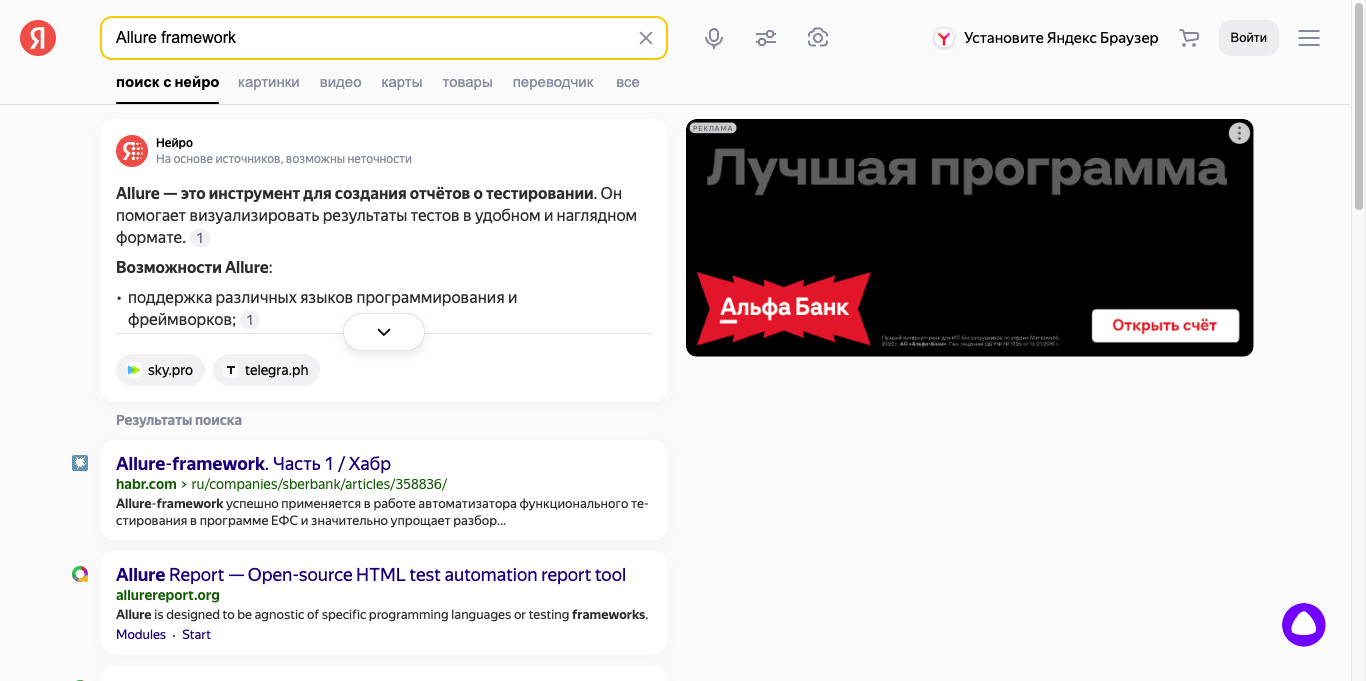 Я
Allure framework
Установите Яндекс Браузер
Войти
поиск с нейро
картинки
видео
карты
товары
переводчик
все
Нейро
На основе источников, возможны неточности
Allure — это инструмент для создания отчётов о тестировании. Он
помогает визуализировать результаты тестов в удобном и наглядном
формате. 1
Возможности Allure:
• поддержка различных языков программирования и
фреймворков; 1
sky.pro
telegra.ph
РЕКЛАМА
Лучшая программа
Альфа Банк
Открыть счёт
Результаты поиска
Allure-framework. Часть 1 / Хабр
habr.com › ru/companies/sberbank/articles/358836/
Allure-framework успешно применяется в работе автоматизатора функционального те-
стирования в программе ЕФС и значительно упрощает разбор...
Allure Report — Open-source HTML test automation report tool
allurereport.org
Allure is designed to be agnostic of specific programming languages or testing frameworks.
Modules · Start